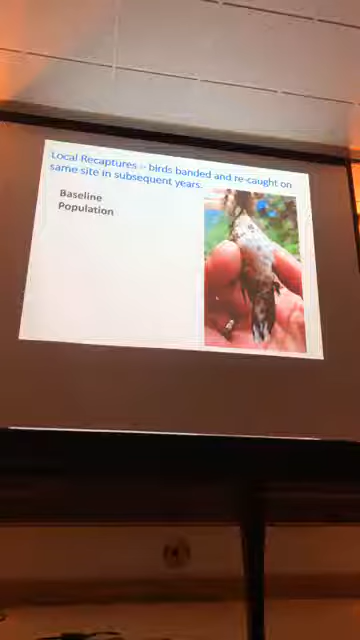 Local Recaptures – birds banded and re-caught on
same site in subsequent years.
Baseline
Population